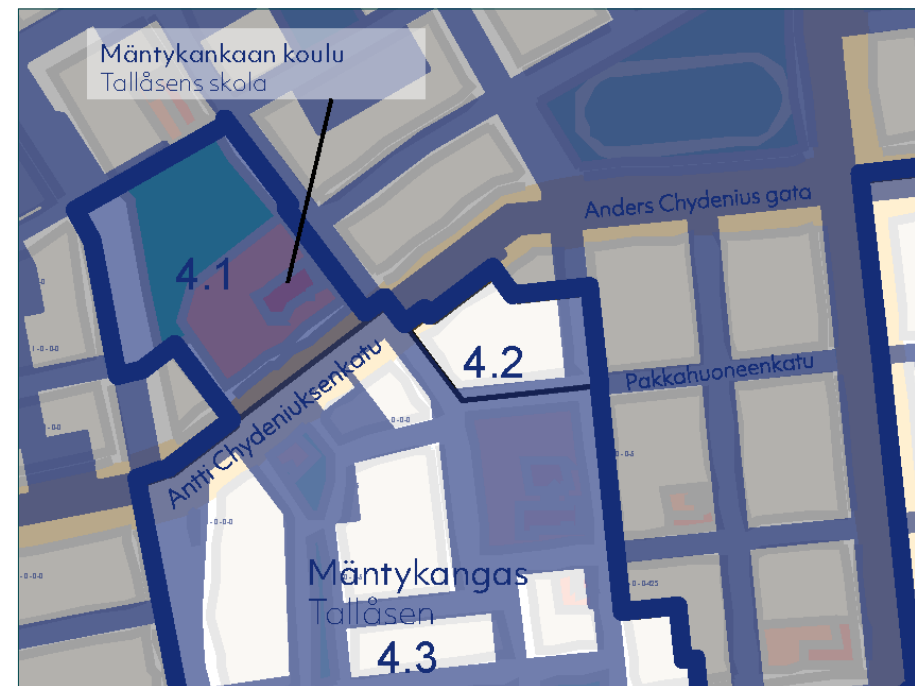 Mäntykankaan koulu
Tallåsens skola
Anders Chydenius gata
4.1
4.2
Pakkahuoneenkatu
Antti Chydeniuksenkatu
Mäntykangas
Tallåsen
4.3